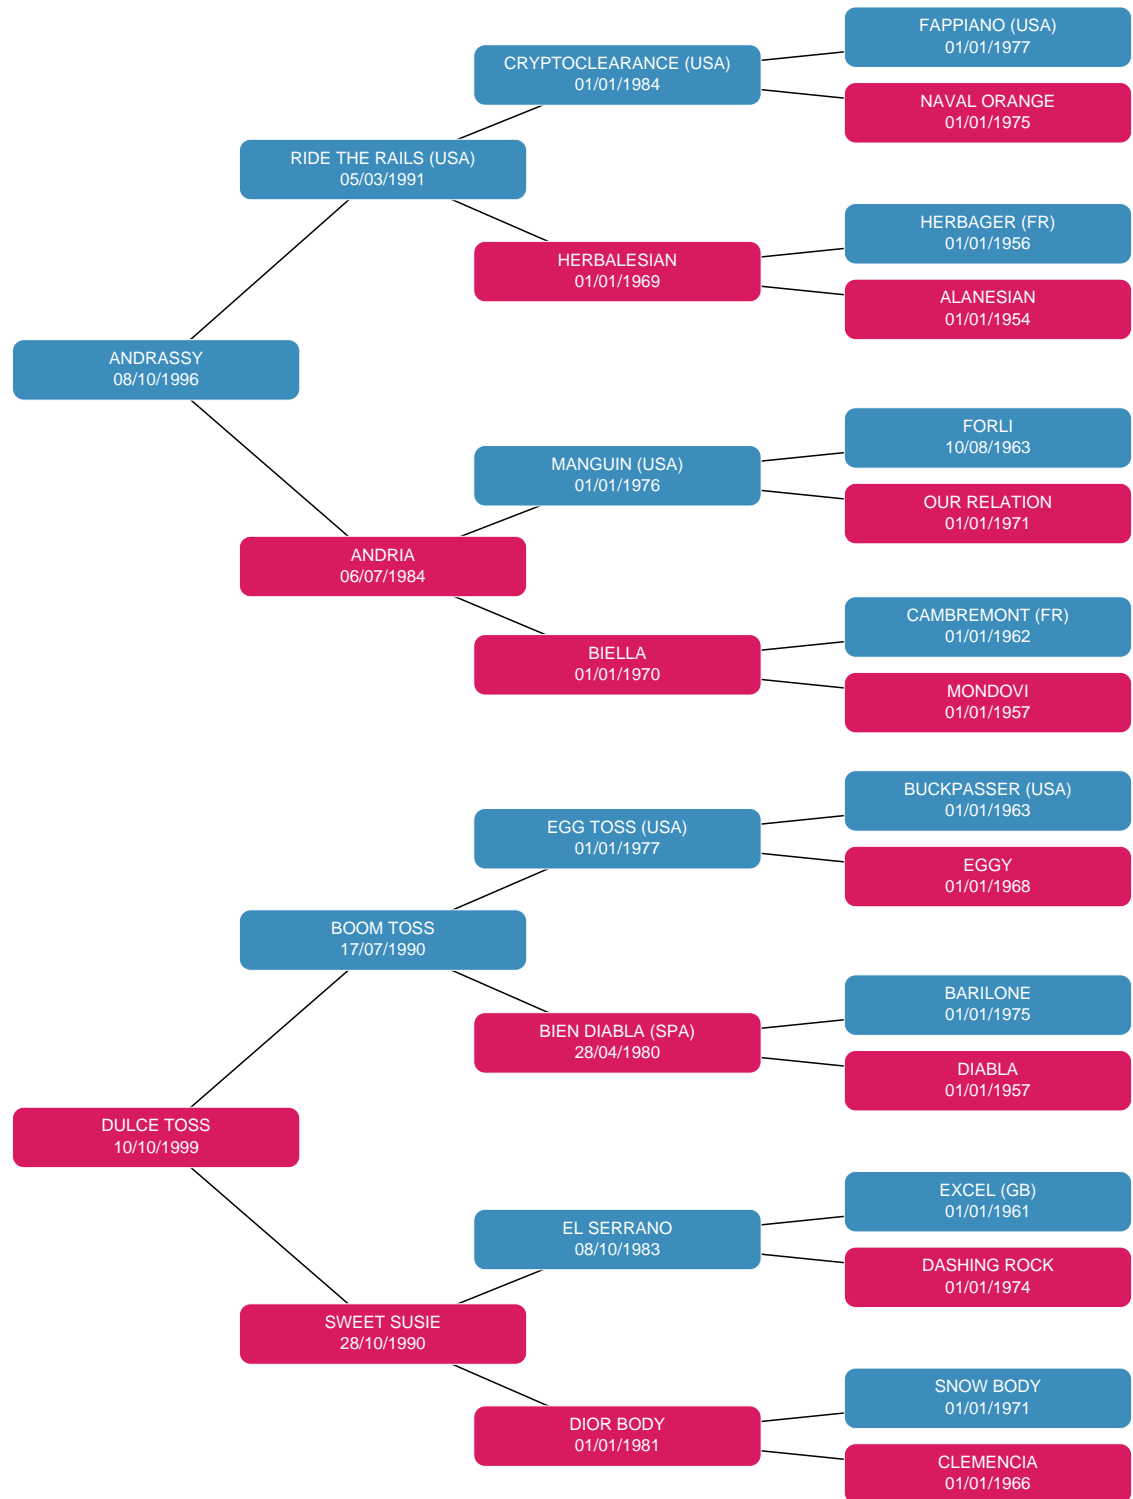 FAPPIANO (USA)
01/01/1977
CRYPTOCLEARANCE (USA)
01/01/1984
NAVAL ORANGE
01/01/1975
RIDE THE RAILS (USA)
05/03/1991
HERBAGER (FR)
01/01/1956
HERBALESIAN
01/01/1969
ALANESIAN
01/01/1954
ANDRASSY
08/10/1996
FORLI
10/08/1963
MANGUIN (USA)
01/01/1976
OUR RELATION
01/01/1971
ANDRIA
06/07/1984
CAMBREMONT (FR)
01/01/1962
BIELLA
01/01/1970
MONDOVI
01/01/1957
BUCKPASSER (USA)
01/01/1963
EGG TOSS (USA)
01/01/1977
EGGY
01/01/1968
BOOM TOSS
17/07/1990
BARILONE
01/01/1975
BIEN DIABLA (SPA)
28/04/1980
DIABLA
01/01/1957
DULCE TOSS
10/10/1999
EXCEL (GB)
01/01/1961
EL SERRANO
08/10/1983
DASHING ROCK
01/01/1974
SWEET SUSIE
28/10/1990
SNOW BODY
01/01/1971
DIOR BODY
01/01/1981
CLEMENCIA
01/01/1966